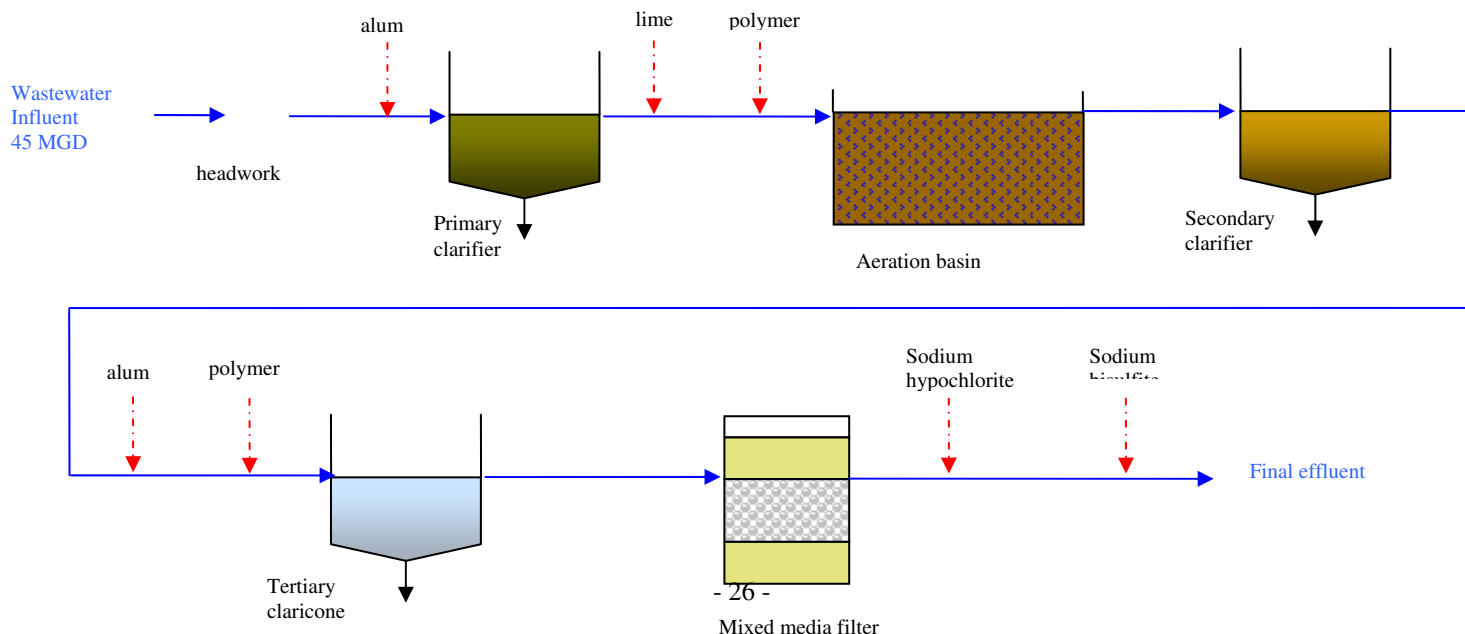 alum
lime
polymer
Wastewater
Influent
45 MGD
headwork
Primary
clarifier
Aeration basin
Secondary
clarifier
alum
polymer
Sodium
hypochlorite
Sodium
bisulfite
Final effluent
Tertiary
claricone
- 26 -
Mixed media filter